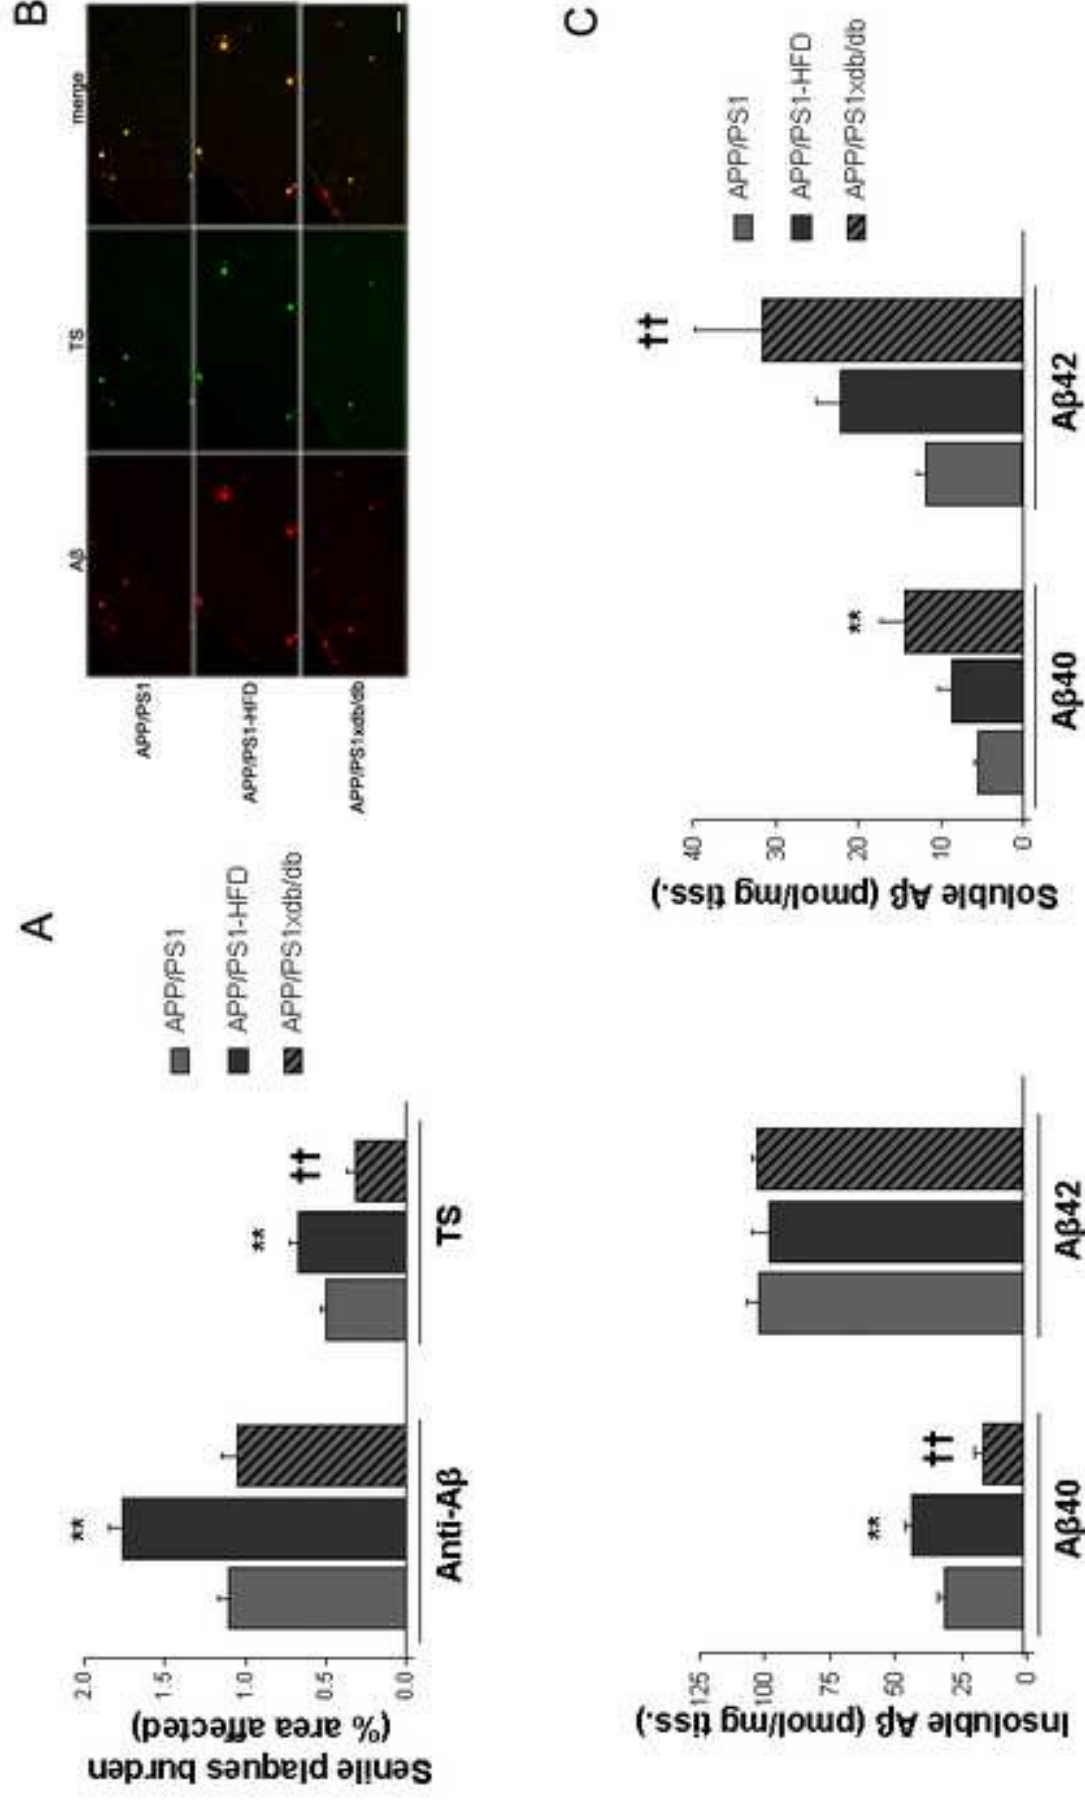 A
Senile plaques burden
(% area affected)
2.0
1.5
1.0
0.5
0.0
**
**
††
Anti-Aβ
TS
APP/PS1
APP/PS1-HFD
APP/PS1xdb/db
B
Aβ
TS
merge
APP/PS1
APP/PS1-HFD
APP/PS1xdb/db
Insoluble Aβ (pmol/mg tiss.)
125
100
75
50
25
0
**
††
Aβ40
Aβ42
C
Soluble Aβ (pmol/mg tiss.)
40
30
20
10
0
**
††
Aβ40
Aβ42
APP/PS1
APP/PS1-HFD
APP/PS1xdb/db